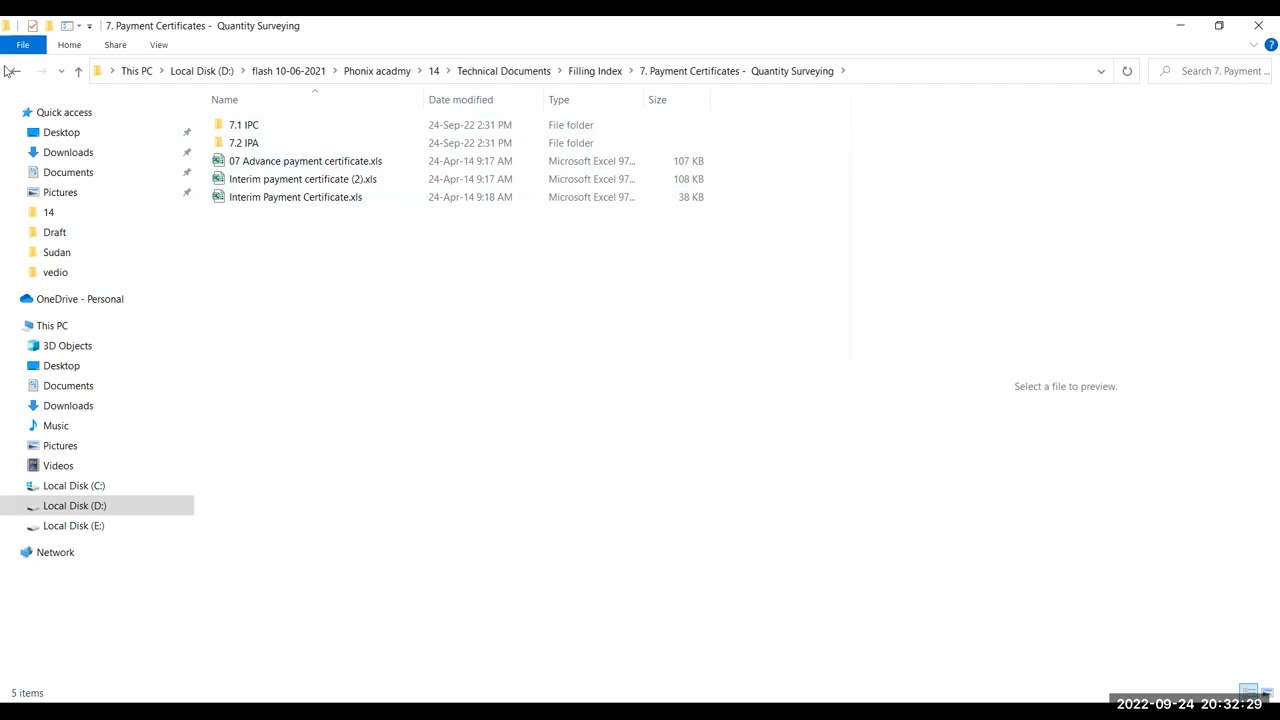 7. Payment Certificates - Quantity Surveying
File Home Share View
This PC Local Disk (D:) flash 10-06-2021 Phonix acadmy 14 Technical Documents Filling Index 7. Payment Certificates - Quantity Surveying
Search 7. Payment ...
Name Date modified Type Size
7.1 IPC 24-Sep-22 2:31 PM File folder
7.2 IPA 24-Sep-22 2:31 PM File folder
07 Advance payment certificate.xls 24-Apr-14 9:17 AM Microsoft Excel 97... 107 KB
Interim payment certificate (2).xls 24-Apr-14 9:17 AM Microsoft Excel 97... 108 KB
Interim Payment Certificate.xls 24-Apr-14 9:18 AM Microsoft Excel 97... 38 KB
Quick access
Desktop
Downloads
Documents
Pictures
14
Draft
Sudan
vedio
OneDrive - Personal
This PC
3D Objects
Desktop
Documents
Downloads
Music
Pictures
Videos
Local Disk (C:)
Local Disk (D:)
Local Disk (E:)
Network
Select a file to preview.
5 items
2022-09-24 20:32:29